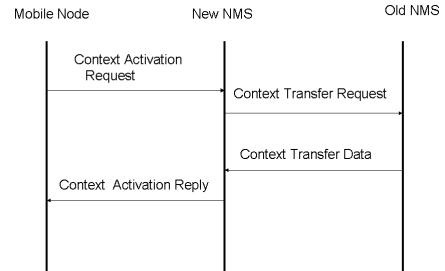 Mobile Node
New NMS
Old NMS
Context Activation
Request
Context Transfer Request
Context Transfer Data
Context Activation Reply